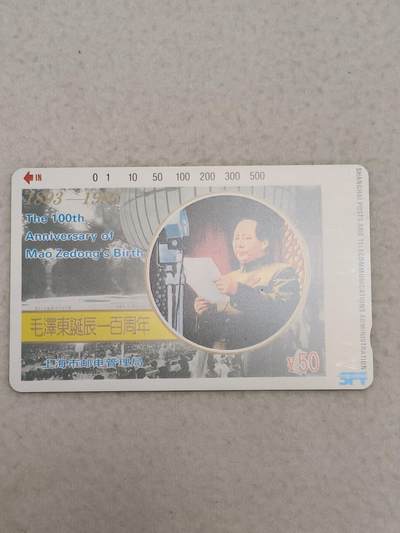 IN 0 1 10 50 100 200 300 500
1893—1993
The 100th
Anniversary of
Mao Zedong's Birth
毛澤東誕辰一百周年
上海市邮电管理局
¥50
SHANGHAI POSTS AND TELECOMMUNICATIONS ADMINISTRATION